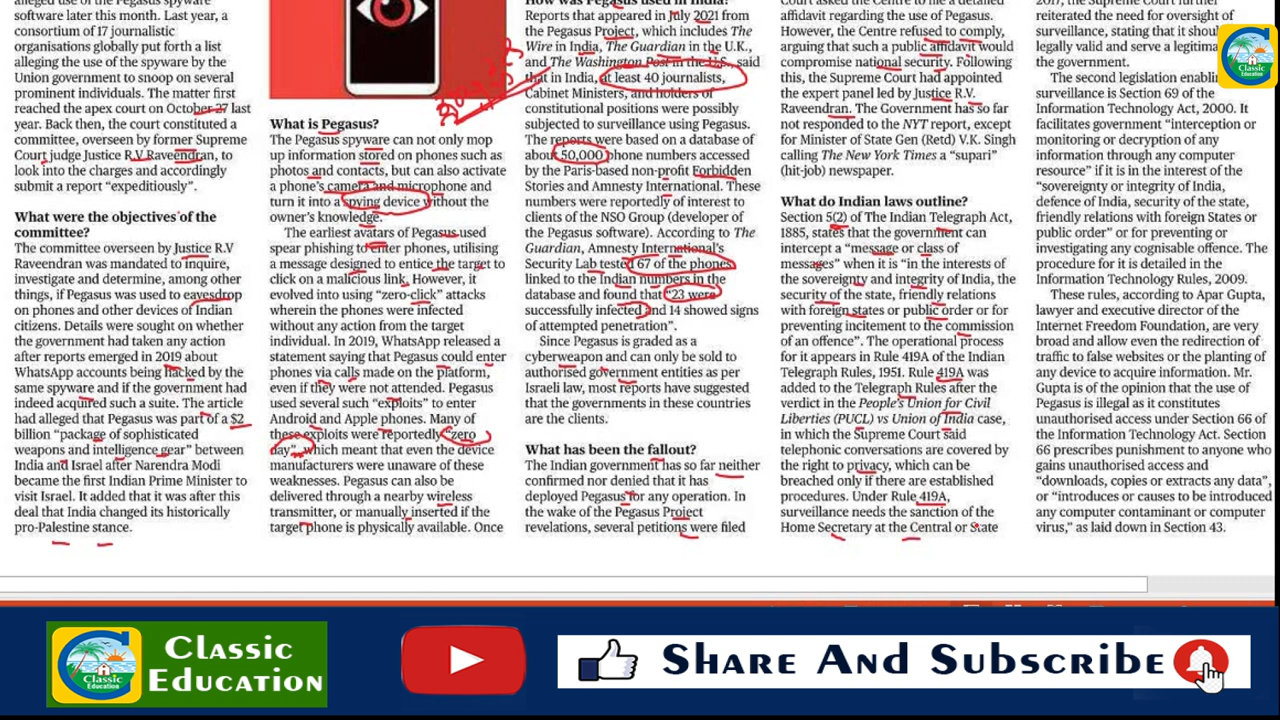 alleged use of the Pegasus spyware
software later this month. Last year, a
consortium of 17 journalistic
organisations globally put forth a list
alleging the use of the spyware by the
Union government to snoop on several
prominent individuals. The matter first
reached the apex court on October 27 last
year. Back then, the court constituted a
committee, overseen by former Supreme
Court judge Justice R.V Raveendran, to
look into the charges and accordingly
submit a report “expeditiously”.
What were the objectives of the
committee?
The committee overseen by Justice R.V
Raveendran was mandated to inquire,
investigate and determine, among other
things, if Pegasus was used to eavesdrop
on phones and other devices of Indian
citizens. Details were sought on whether
the government had taken any action
after reports emerged in 2019 about
WhatsApp accounts being hacked by the
same spyware and if the government had
indeed acquired such a suite. The article
had alleged that Pegasus was part of a $2
billion “package of sophisticated
weapons and intelligence gear” between
India and Israel after Narendra Modi
became the first Indian Prime Minister to
visit Israel. It added that it was after this
deal that India changed its historically
pro-Palestine stance.
What is Pegasus?
The Pegasus spyware can not only mop
up information stored on phones such as
photos and contacts, but can also activate
a phone’s camera and microphone and
turn it into a spying device without the
owner’s knowledge.
The earliest avatars of Pegasus used
spear phishing to enter phones, utilising
a message designed to entice the target to
click on a malicious link. However, it
evolved into using “zero-click” attacks
wherein the phones were infected
without any action from the target
individual. In 2019, WhatsApp released a
statement saying that Pegasus could enter
phones via calls made on the platform,
even if they were not attended. Pegasus
used several such “exploits” to enter
Android and Apple phones. Many of
these exploits were reportedly “zero
day”, which meant that even the device
manufacturers were unaware of these
weaknesses. Pegasus can also be
delivered through a nearby wireless
transmitter, or manually inserted if the
target phone is physically available. Once
How was Pegasus used in India?
Reports that appeared in July 2021 from
the Pegasus Project, which includes The
Wire in India, The Guardian in the U.K.,
and The Washington Post in the U.S., said
that in India, at least 40 journalists,
Cabinet Ministers, and holders of
constitutional positions were possibly
subjected to surveillance using Pegasus.
The reports were based on a database of
about 50,000 phone numbers accessed
by the Paris-based non-profit Forbidden
Stories and Amnesty International. These
numbers were reportedly of interest to
clients of the NSO Group (developer of
the Pegasus software). According to The
Guardian, Amnesty International’s
Security Lab tested 67 of the phones
linked to the Indian numbers in the
database and found that “23 were
successfully infected and 14 showed signs
of attempted penetration”.
Since Pegasus is graded as a
cyberweapon and can only be sold to
authorised government entities as per
Israeli law, most reports have suggested
that the governments in these countries
are the clients.
What has been the fallout?
The Indian government has so far neither
confirmed nor denied that it has
deployed Pegasus for any operation. In
the wake of the Pegasus Project
revelations, several petitions were filed
Court asked the Centre to file a detailed
affidavit regarding the use of Pegasus.
However, the Centre refused to comply,
arguing that such a public affidavit would
compromise national security. Following
this, the Supreme Court had appointed
the expert panel led by Justice R.V.
Raveendran. The Government has so far
not responded to the NYT report, except
for Minister of State Gen (Retd) V.K. Singh
calling The New York Times a “supari”
(hit-job) newspaper.
What do Indian laws outline?
Section 5(2) of The Indian Telegraph Act,
1885, states that the government can
intercept a “message or class of
messages” when it is “in the interests of
the sovereignty and integrity of India, the
security of the state, friendly relations
with foreign states or public order or for
preventing incitement to the commission
of an offence”. The operational process
for it appears in Rule 419A of the Indian
Telegraph Rules, 1951. Rule 419A was
added to the Telegraph Rules after the
verdict in the People’s Union for Civil
Liberties (PUCL) vs Union of India case,
in which the Supreme Court said
telephonic conversations are covered by
the right to privacy, which can be
breached only if there are established
procedures. Under Rule 419A,
surveillance needs the sanction of the
Home Secretary at the Central or State
2017, the Supreme Court further
reiterated the need for oversight of
surveillance, stating that it should
legally valid and serve a legitimate
the government.
The second legislation enabling
surveillance is Section 69 of the
Information Technology Act, 2000. It
facilitates government “interception or
monitoring or decryption of any
information through any computer
resource” if it is in the interest of the
“sovereignty or integrity of India,
defence of India, security of the state,
friendly relations with foreign States or
public order” or for preventing or
investigating any cognisable offence. The
procedure for it is detailed in the
Information Technology Rules, 2009.
These rules, according to Apar Gupta,
lawyer and executive director of the
Internet Freedom Foundation, are very
broad and allow even the redirection of
traffic to false websites or the planting of
any device to acquire information. Mr.
Gupta is of the opinion that the use of
Pegasus is illegal as it constitutes
unauthorised access under Section 66 of
the Information Technology Act. Section
66 prescribes punishment to anyone who
gains unauthorised access and
“downloads, copies or extracts any data”,
or “introduces or causes to be introduced
any computer contaminant or computer
virus,” as laid down in Section 43.
Classic
Education
Classic
Education
Classic
Education
Share And Subscribe